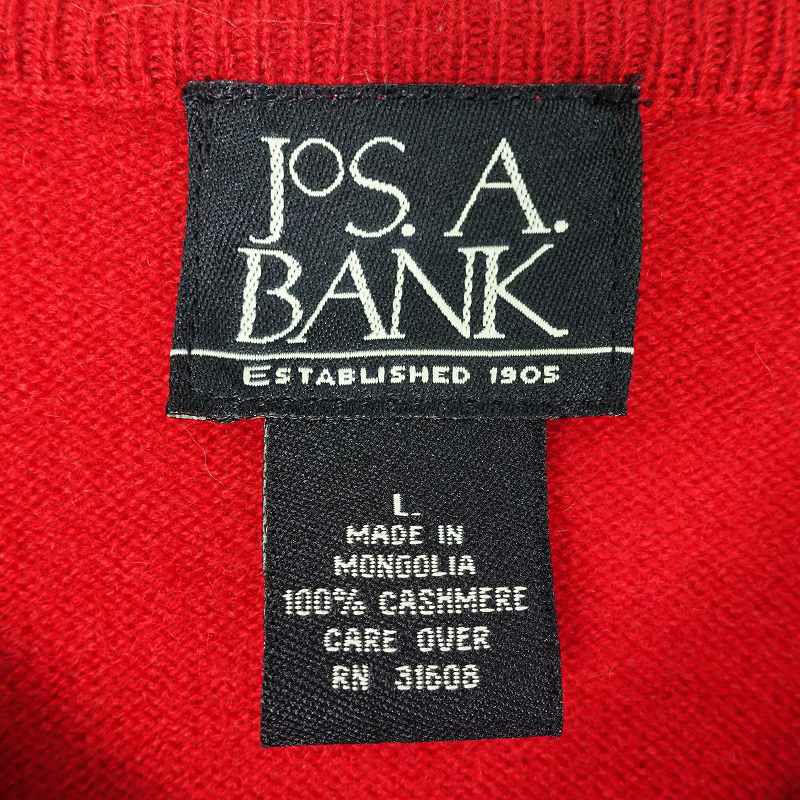 JOS. A.
BANK
ESTABLISHED 1905
L
MADE IN
MONGOLIA
100% CASHMERE
CARE OVER
RN 31608